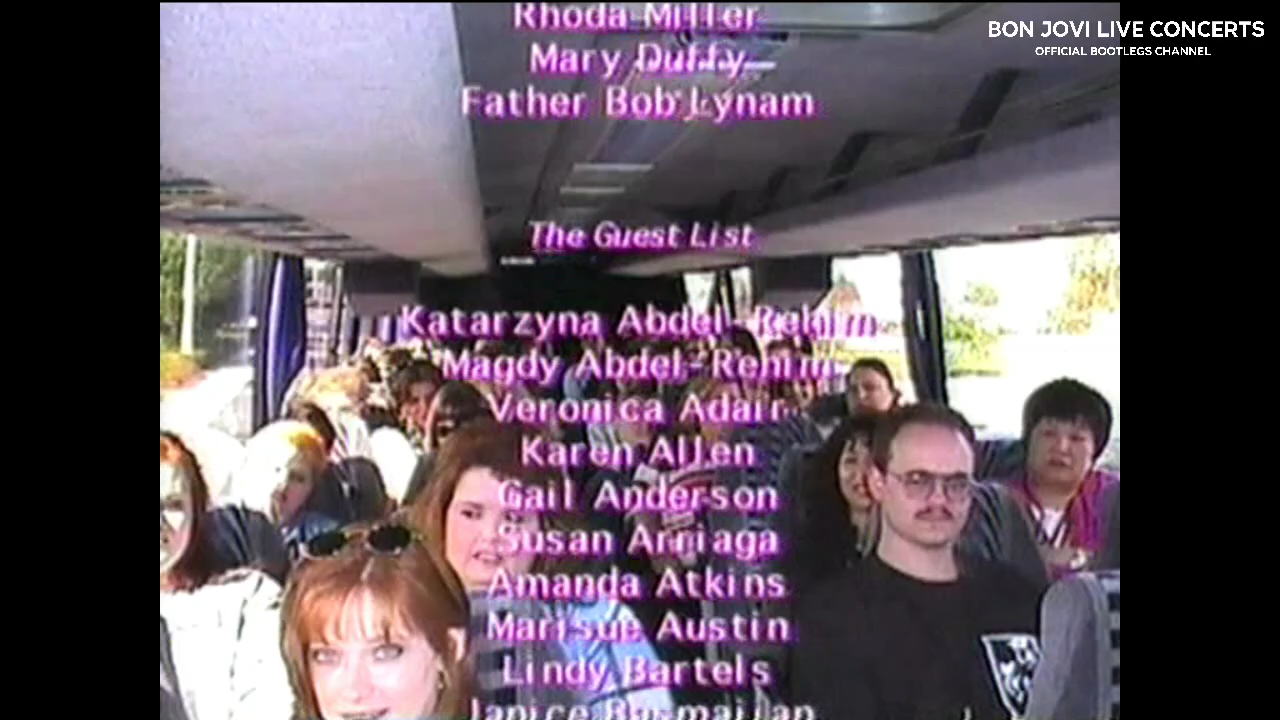 BON JOVI LIVE CONCERTS
OFFICIAL BOOTLEGS CHANNEL
Rhoda Miller
Mary Duffy
Father Bob Lynam
The Guest List
Katarzyna Abdel-Rehim
Magdy Abdel-Rehim
Veronica Adair
Karen Allen
Gail Anderson
Susan Arriaga
Amanda Atkins
Marisue Austin
Lindy Bartels
Janice